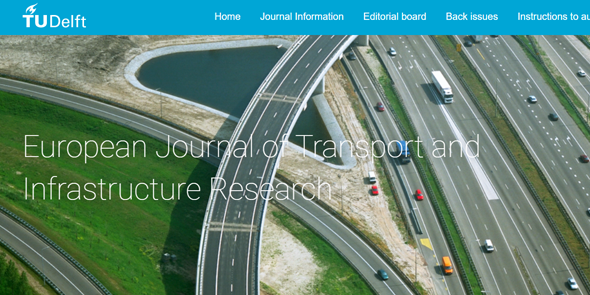 TUDelft
Home Journal Information Editorial board Back issues Instructions to au
European Journal of Transport and
Infrastructure Research